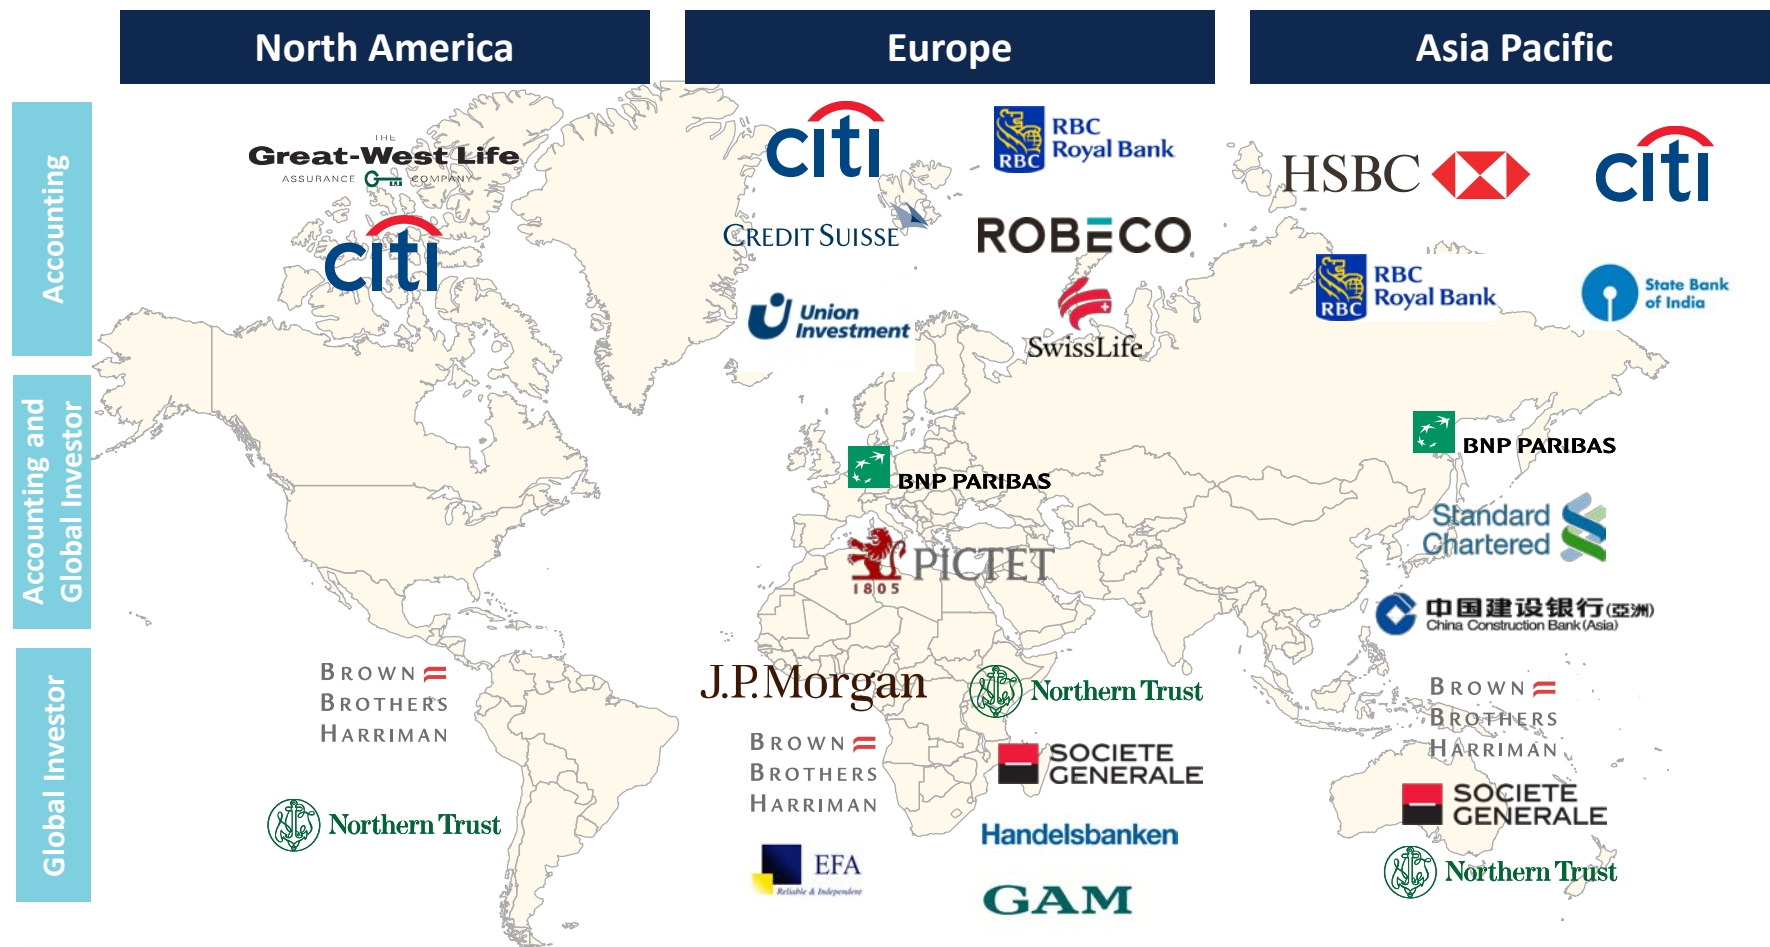 North America
Europe
Asia Pacific
Accounting
THE
Great-West Life
ASSURANCE COMPANY
citi
citi
RBC
RBC
Royal Bank
CREDIT SUISSE
ROBECO
Union
Investment
SwissLife
HSBC
citi
RBC
RBC
Royal Bank
State Bank
of India
Accounting and
Global Investor
BNP PARIBAS
PICTET
1805
BNP PARIBAS
Standard
Chartered
中国建设银行(亞洲)
China Construction Bank (Asia)
Global Investor
BROWN
BROTHERS
HARRIMAN
Northern Trust
J.P.Morgan
Northern Trust
BROWN
BROTHERS
HARRIMAN
SOCIETE
GENERALE
Handelsbanken
EFA
Reliable & Independent
GAM
BROWN
BROTHERS
HARRIMAN
SOCIETE
GENERALE
Northern Trust